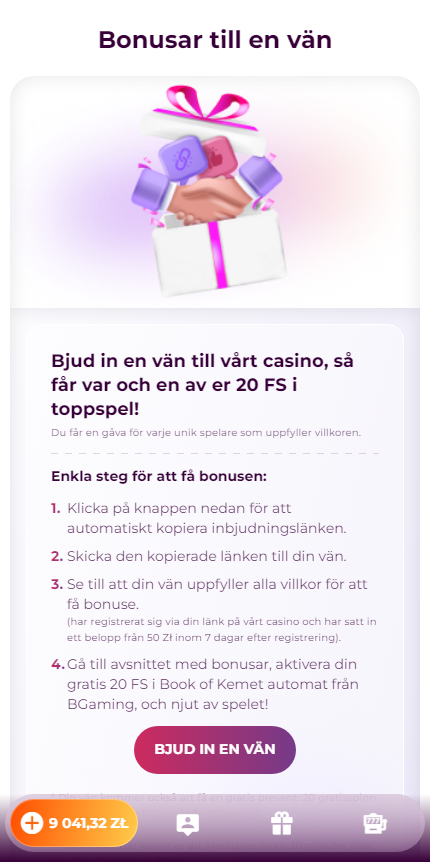 Bonusar till en vän
Bjud in en vän till vårt casino, så
får var och en av er 20 FS i
toppspel!
Du får en gåva för varje unik spelare som uppfyller villkoren.
Enkla steg för att få bonusen:
1. Klicka på knappen nedan för att
automatiskt kopiera inbjudningslänken.
2. Skicka den kopierade länken till din vän.
3. Se till att din vän uppfyller alla villkor för att
få bonuse.
(har registrerat sig via din länk på vårt casino och har satt in
ett belopp från 50 Zł inom 7 dagar efter registrering).
4. Gå till avsnittet med bonusar, aktivera din
gratis 20 FS i Book of Kemet automat från
BGaming, och njut av spelet!
BJUD IN EN VÄN
9 041,32 ZŁ
777